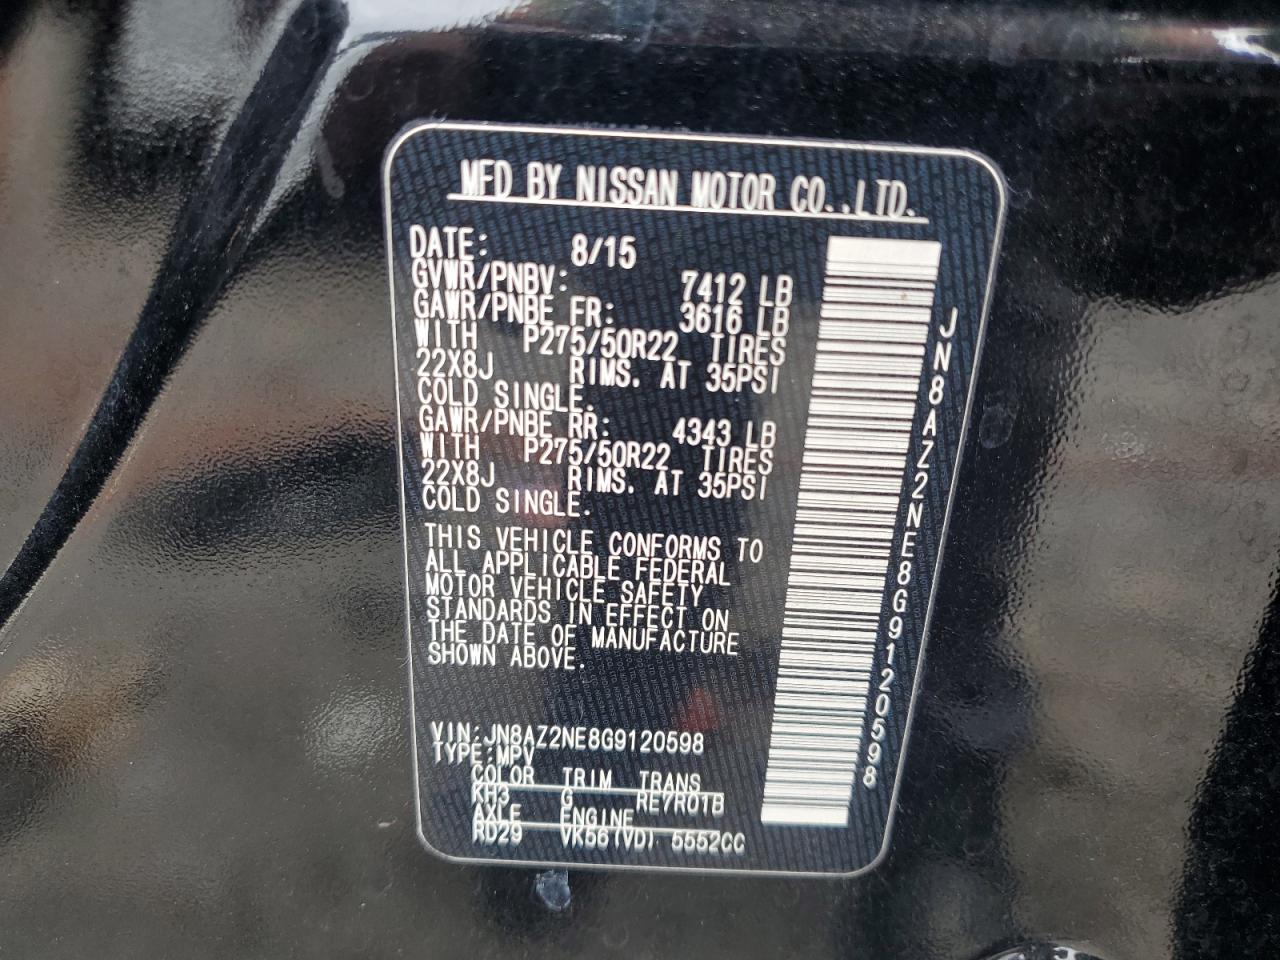 MFD BY NISSAN MOTOR CO.,LTD.
DATE: 8/15
GVWR/PNBV: 7412 LB
GAWR/PNBE FR: 3616 LB
WITH P275/50R22 TIRES
22X8J RIMS. AT 35PSI
COLD SINGLE.
GAWR/PNBE RR: 4343 LB
WITH P275/50R22 TIRES
22X8J RIMS. AT 35PSI
COLD SINGLE.
THIS VEHICLE CONFORMS TO
ALL APPLICABLE FEDERAL
MOTOR VEHICLE SAFETY
STANDARDS IN EFFECT ON
THE DATE OF MANUFACTURE
SHOWN ABOVE.
VIN:JN8AZ2NE8G9120598
TYPE:MPV
COLOR TRIM TRANS
KH3 G RE7R01B
AXLE ENGINE
RD29 VK56(VD) 5552CC
JN8AZ2NE8G9120598